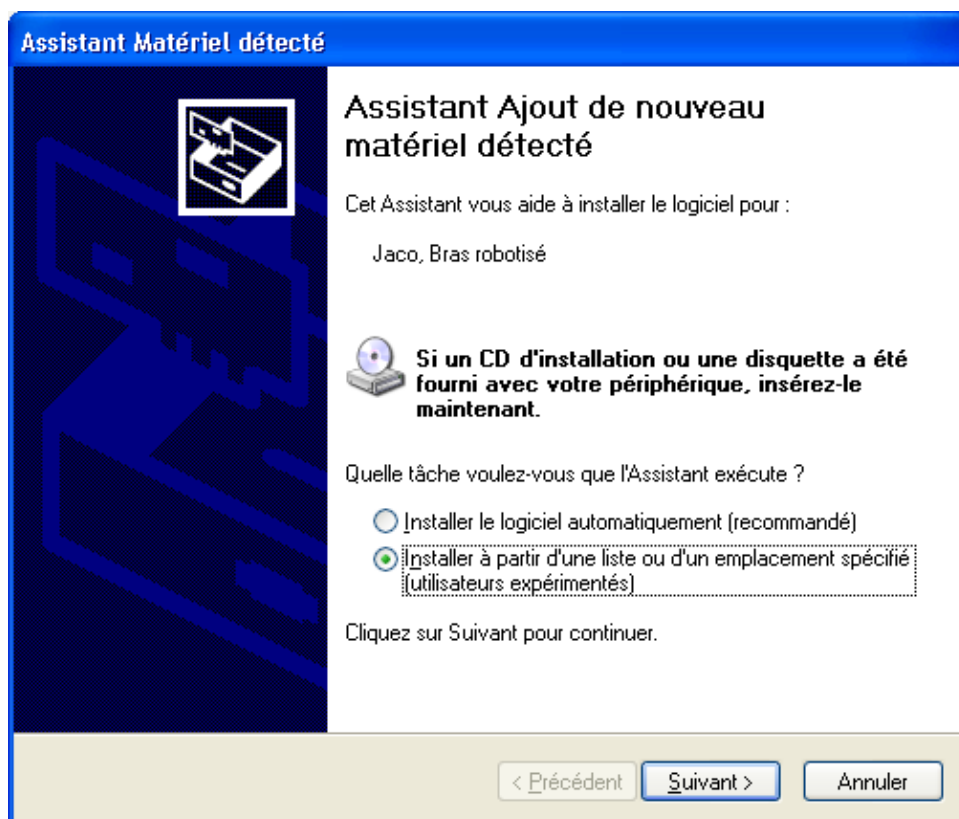 Assistant Matériel détecté
Assistant Ajout de nouveau
matériel détecté
Cet Assistant vous aide à installer le logiciel pour :
Jaco, Bras robotisé
Si un CD d'installation ou une disquette a été
fourni avec votre périphérique, insérez-le
maintenant.
Quelle tâche voulez-vous que l'Assistant exécute ?
Installer le logiciel automatiquement (recommandé)
Installer à partir d'une liste ou d'un emplacement spécifié
(utilisateurs expérimentés)
Cliquez sur Suivant pour continuer.
< Précédent Suivant > Annuler